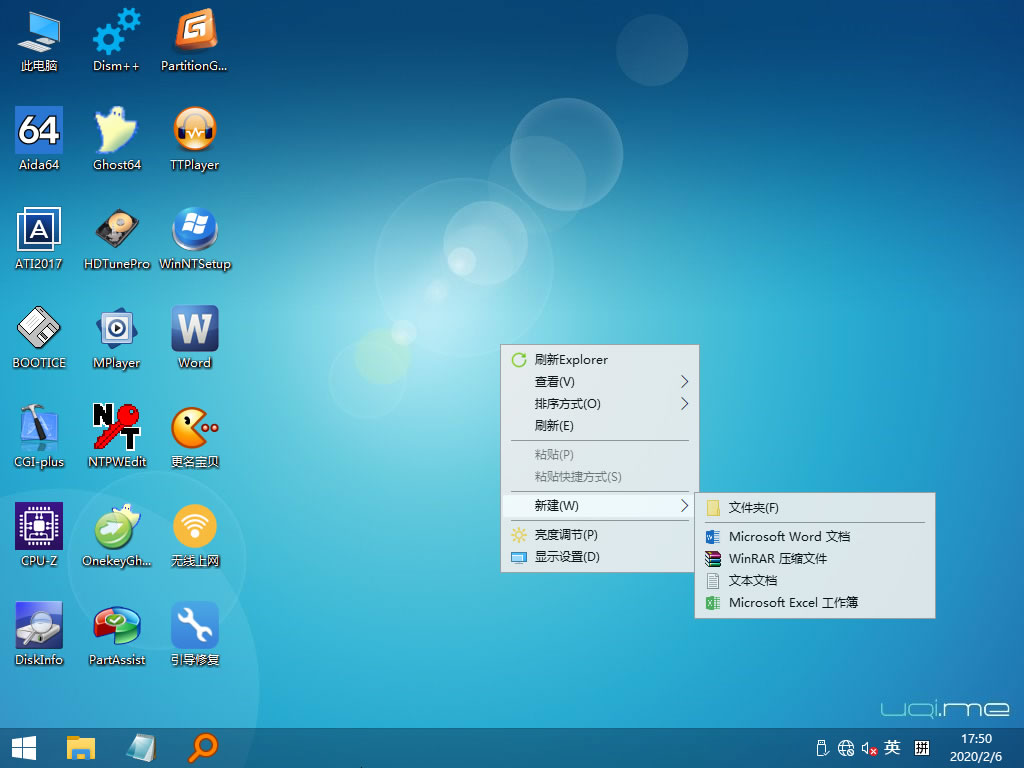 此电脑
Dism++
PartitionG...
64
Aida64
Ghost64
TTPlayer
A
ATI2017
HDTunePro
WinNTSetup
BOOTICE
MPlayer
W
Word
CGI-plus
NT
NTPWEdit
更名宝贝
CPU-Z
OnekeyGh...
无线上网
DiskInfo
PartAssist
引导修复
刷新Explorer
查看(V)
排序方式(O)
刷新(E)
粘贴(P)
粘贴快捷方式(S)
新建(W)
亮度调节(P)
显示设置(D)
文件夹(F)
Microsoft Word 文档
WinRAR 压缩文件
文本文档
Microsoft Excel 工作簿
uqi.me
英
拼
17:50
2020/2/6